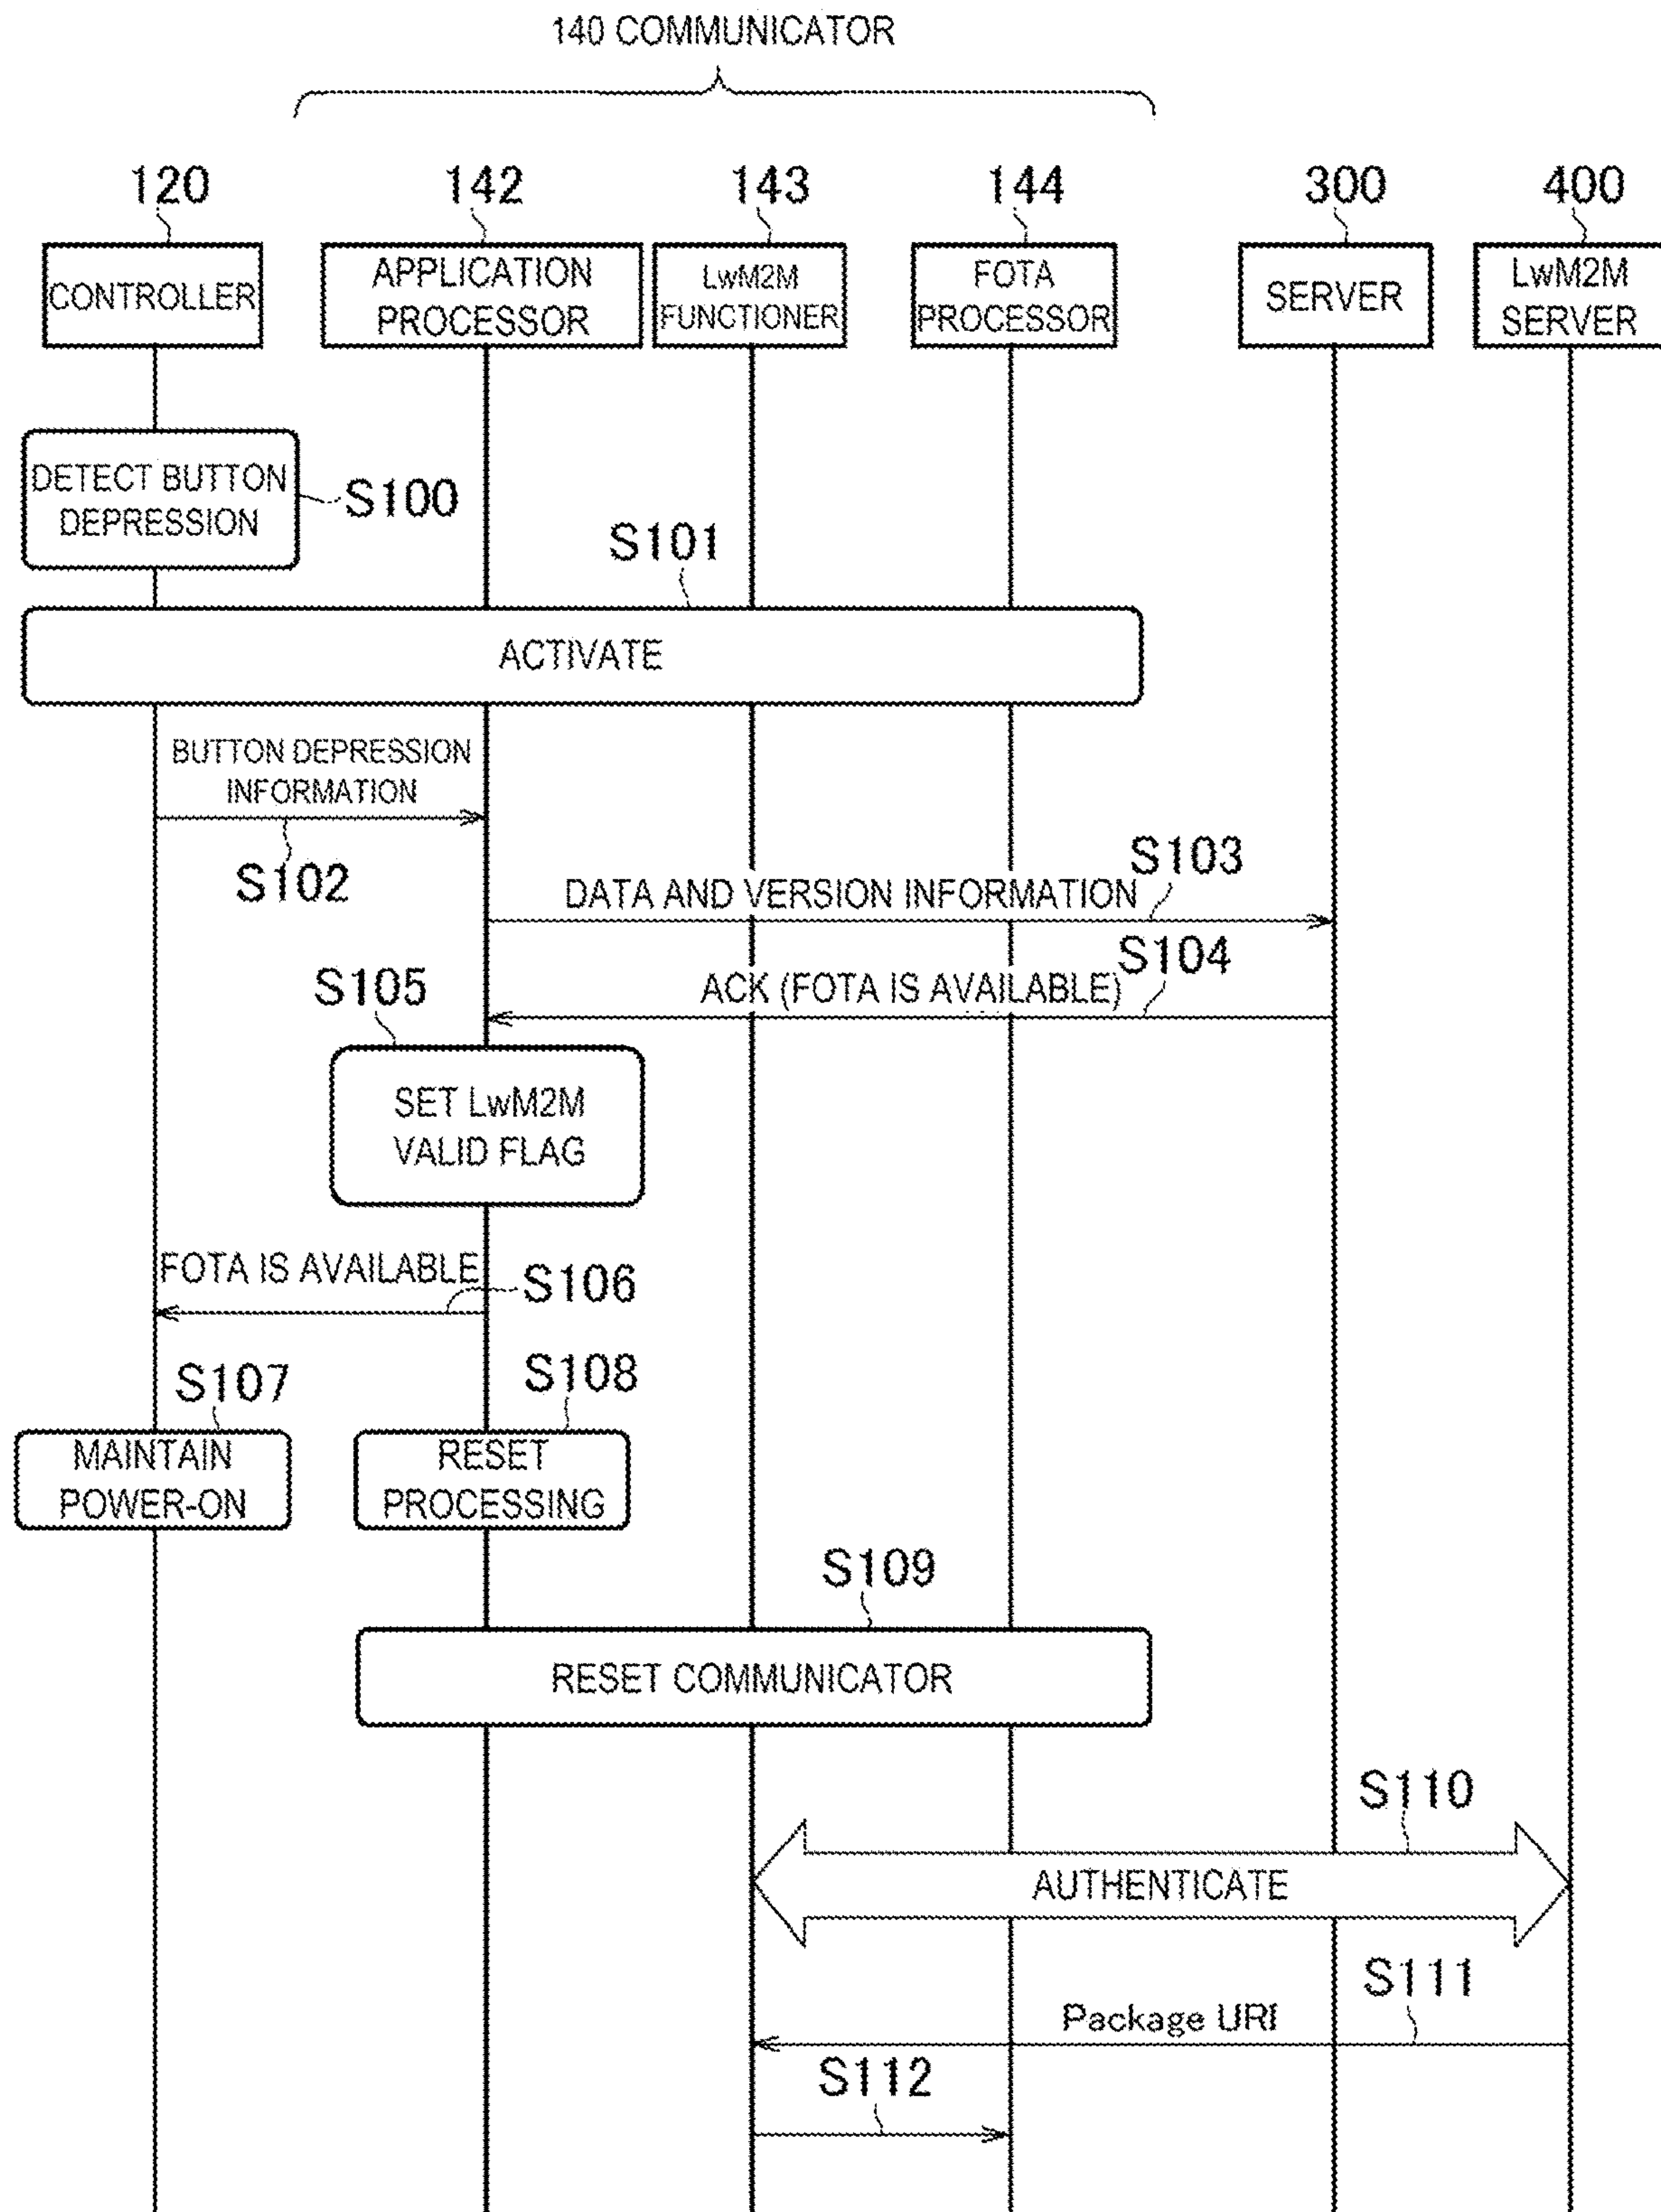 140 COMMUNICATOR
120
142
143
144
300
400
CONTROLLER
APPLICATION
PROCESSOR
LwM2M
FUNCTIONER
FOTA
PROCESSOR
SERVER
LwM2M
SERVER
DETECT BUTTON
DEPRESSION
S100
S101
ACTIVATE
BUTTON DEPRESSION
INFORMATION
S102
S103
DATA AND VERSION INFORMATION
S104
ACK (FOTA IS AVAILABLE)
S105
SET LwM2M
VALID FLAG
FOTA IS AVAILABLE
S106
S107
S108
MAINTAIN
POWER-ON
RESET
PROCESSING
S109
RESET COMMUNICATOR
S110
AUTHENTICATE
S111
Package URI
S112